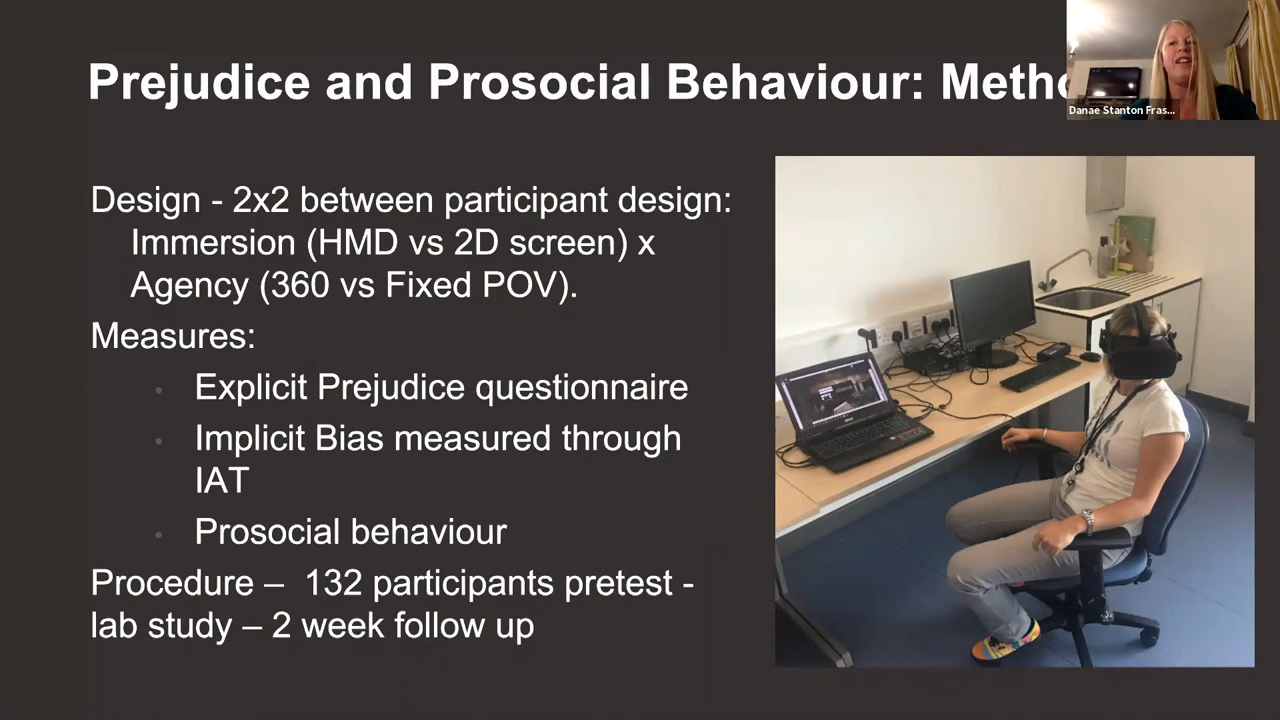 Prejudice and Prosocial Behaviour: Metho
Danae Stanton Fras...
Design - 2x2 between participant design:
Immersion (HMD vs 2D screen) x
Agency (360 vs Fixed POV).
Measures:
• Explicit Prejudice questionnaire
• Implicit Bias measured through
IAT
• Prosocial behaviour
Procedure – 132 participants pretest -
lab study – 2 week follow up